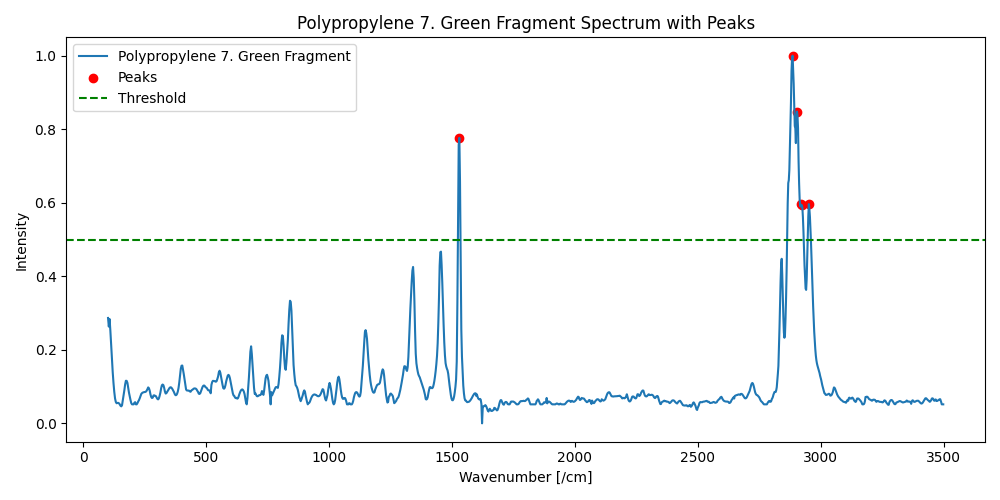 Polypropylene 7. Green Fragment Spectrum with Peaks
Polypropylene 7. Green Fragment
Peaks
Threshold
Intensity
1.0
0.8
0.6
0.4
0.2
0.0
0 500 1000 1500 2000 2500 3000 3500
Wavenumber [/cm]